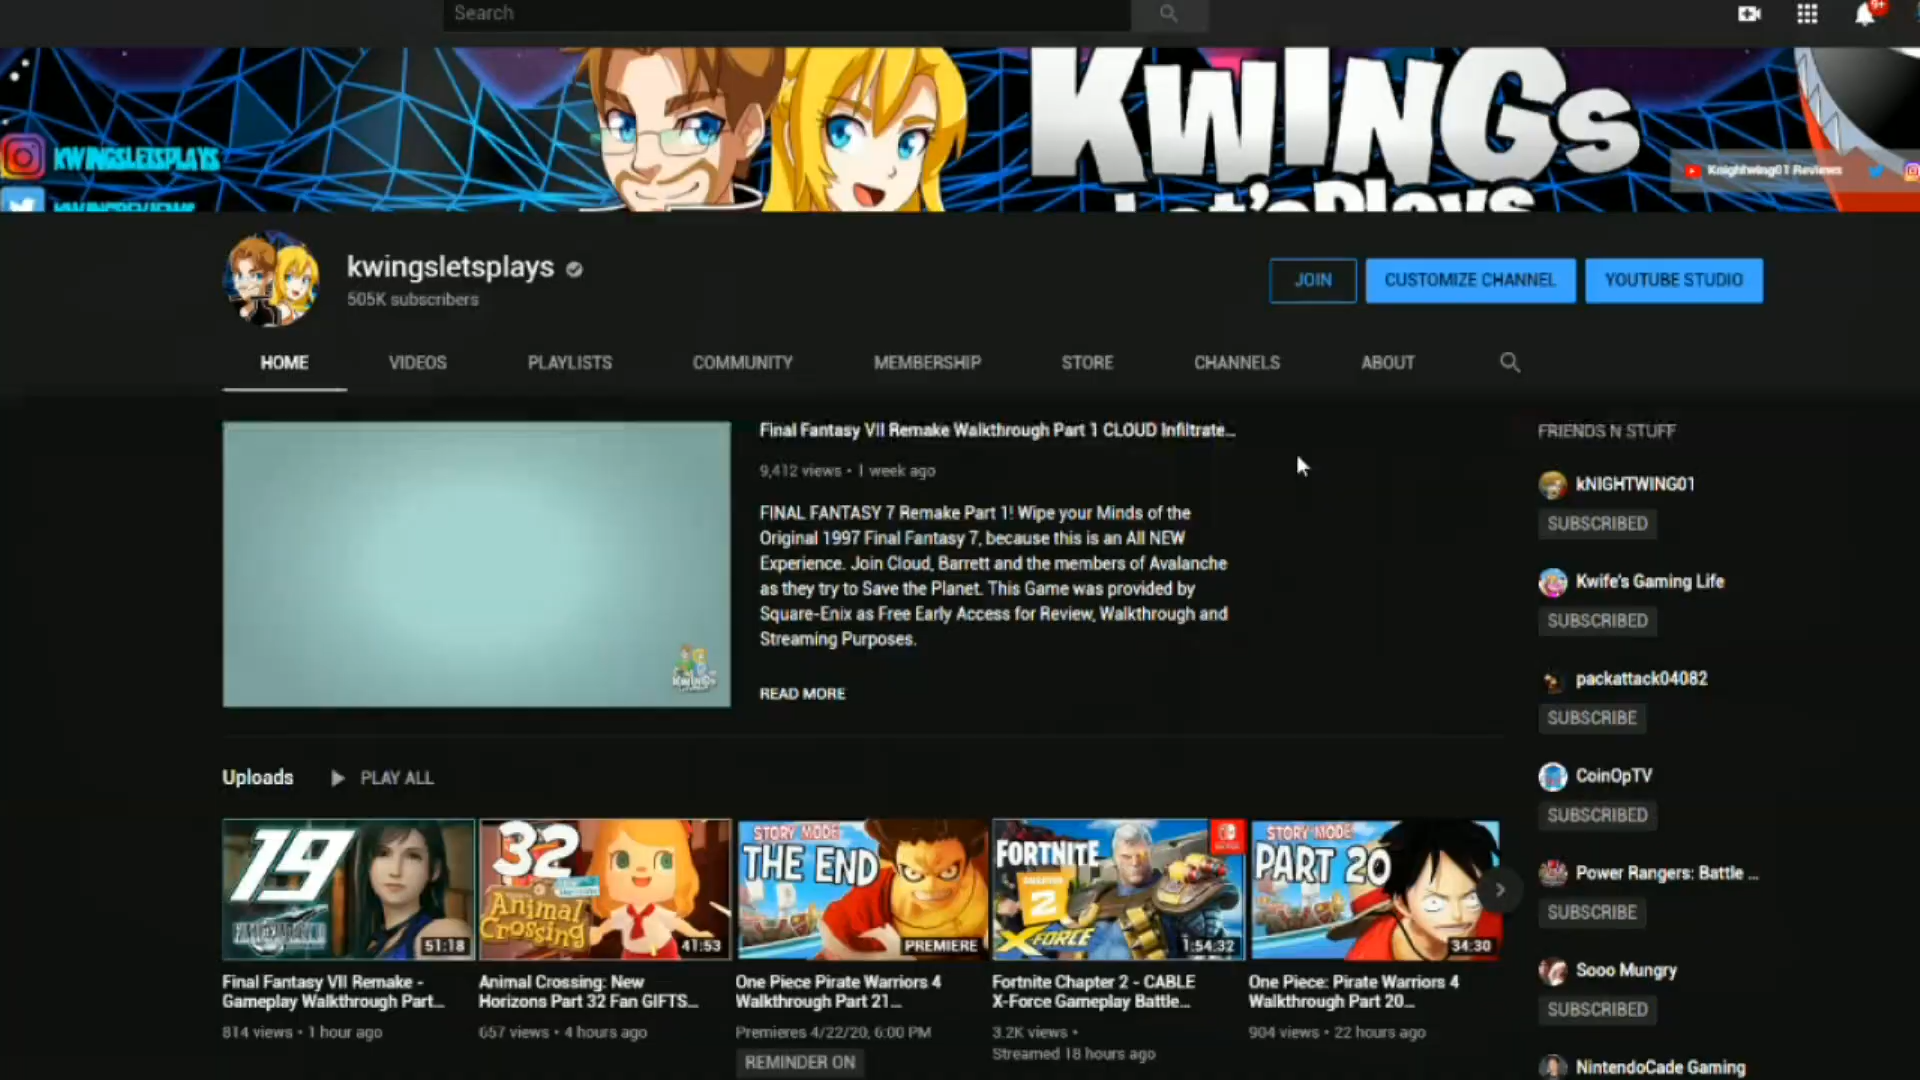 Search
9+
KWINGSLETSPLAYS
KWINGREVIEWS
KWINGs
Let'sPlays
Knightwing01 Reviews
kwingsletsplays
505K subscribers
JOIN
CUSTOMIZE CHANNEL
YOUTUBE STUDIO
HOME
VIDEOS
PLAYLISTS
COMMUNITY
MEMBERSHIP
STORE
CHANNELS
ABOUT
Final Fantasy VII Remake Walkthrough Part 1 CLOUD Infiltrate...
9,412 views • 1 week ago
FINAL FANTASY 7 Remake Part 1! Wipe your Minds of the
Original 1997 Final Fantasy 7, because this is an All NEW
Experience. Join Cloud, Barrett and the members of Avalanche
as they try to Save the Planet. This Game was provided by
Square-Enix as Free Early Access for Review, Walkthrough and
Streaming Purposes.
READ MORE
KWINGs
FRIENDS N STUFF
kNIGHTWING01
SUBSCRIBED
Kwife's Gaming Life
SUBSCRIBED
packattack04082
SUBSCRIBE
CoinOpTV
SUBSCRIBED
Power Rangers: Battle ...
SUBSCRIBE
Sooo Mungry
SUBSCRIBED
NintendoCade Gaming
Uploads
PLAY ALL
19
51:18
Final Fantasy VII Remake -
Gameplay Walkthrough Part...
814 views • 1 hour ago
32
Animal
Crossing
41:53
Animal Crossing: New
Horizons Part 32 Fan GIFTS...
657 views • 4 hours ago
STORY MODE
THE END
PREMIERE
One Piece Pirate Warriors 4
Walkthrough Part 21...
Premieres 4/22/20, 6:00 PM
REMINDER ON
FORTNITE
CHAPTER
2
X-FORCE
1:54:32
Fortnite Chapter 2 - CABLE
X-Force Gameplay Battle...
3.2K views •
Streamed 18 hours ago
STORY MODE
PART 20
34:30
One Piece: Pirate Warriors 4
Walkthrough Part 20...
904 views • 22 hours ago